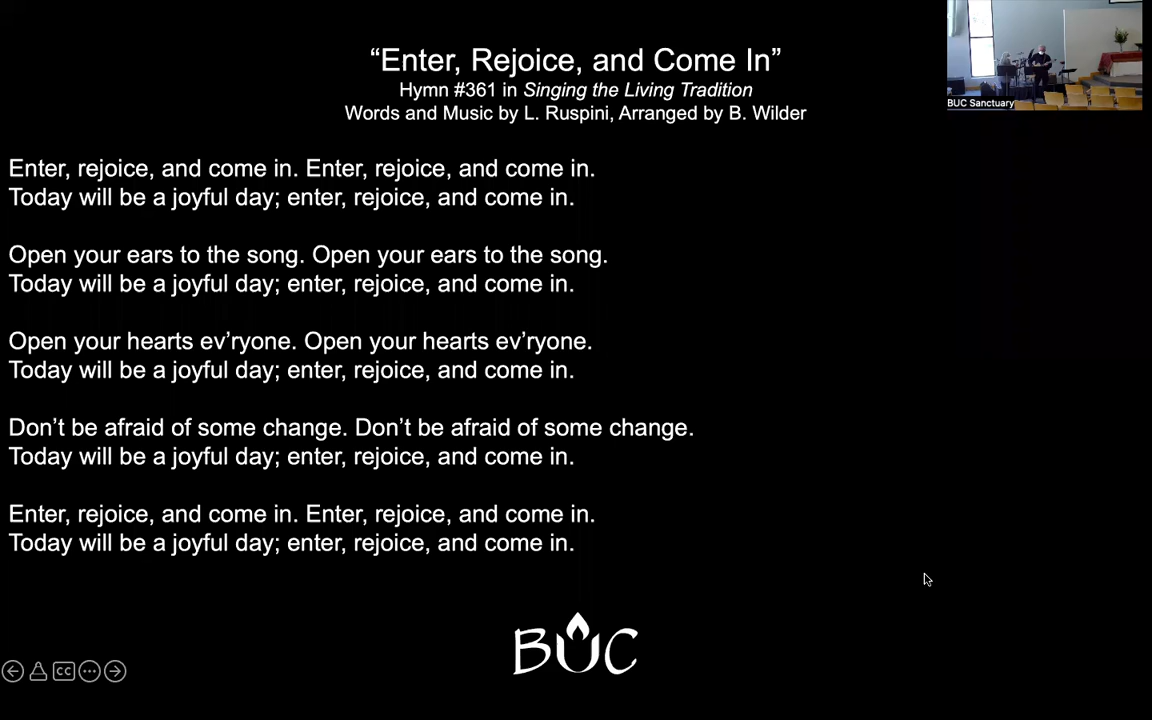 “Enter, Rejoice, and Come In”
Hymn #361 in Singing the Living Tradition
Words and Music by L. Ruspini, Arranged by B. Wilder
BUC Sanctuary
Enter, rejoice, and come in. Enter, rejoice, and come in.
Today will be a joyful day; enter, rejoice, and come in.
Open your ears to the song. Open your ears to the song.
Today will be a joyful day; enter, rejoice, and come in.
Open your hearts ev’ryone. Open your hearts ev’ryone.
Today will be a joyful day; enter, rejoice, and come in.
Don’t be afraid of some change. Don’t be afraid of some change.
Today will be a joyful day; enter, rejoice, and come in.
Enter, rejoice, and come in. Enter, rejoice, and come in.
Today will be a joyful day; enter, rejoice, and come in.
BUC
CC